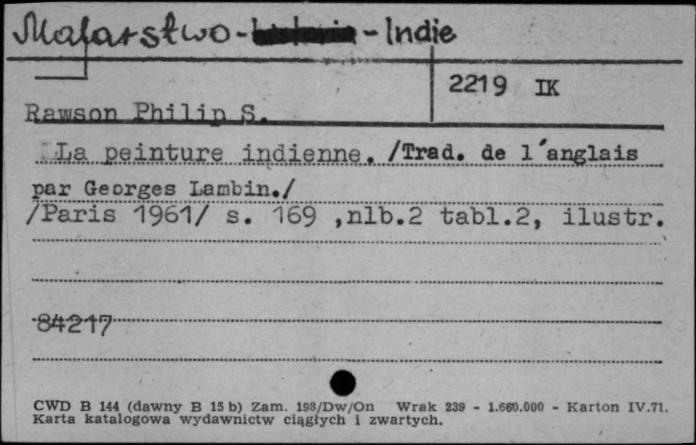 Malarstwo - historia - Indie
2219 IK
Rawson Philip S.
La peinture indienne. /Trad. de l'anglais
par Georges Lambin./
/Paris 1961/ s. 169 ,nlb.2 tabl.2, ilustr.
84217
CWD B 144 (dawny B 15 b) Zam. 198/Dw/On Wrak 239 - 1.660.000 - Karton IV.71.
Karta katalogowa wydawnictw ciągłych i zwartych.